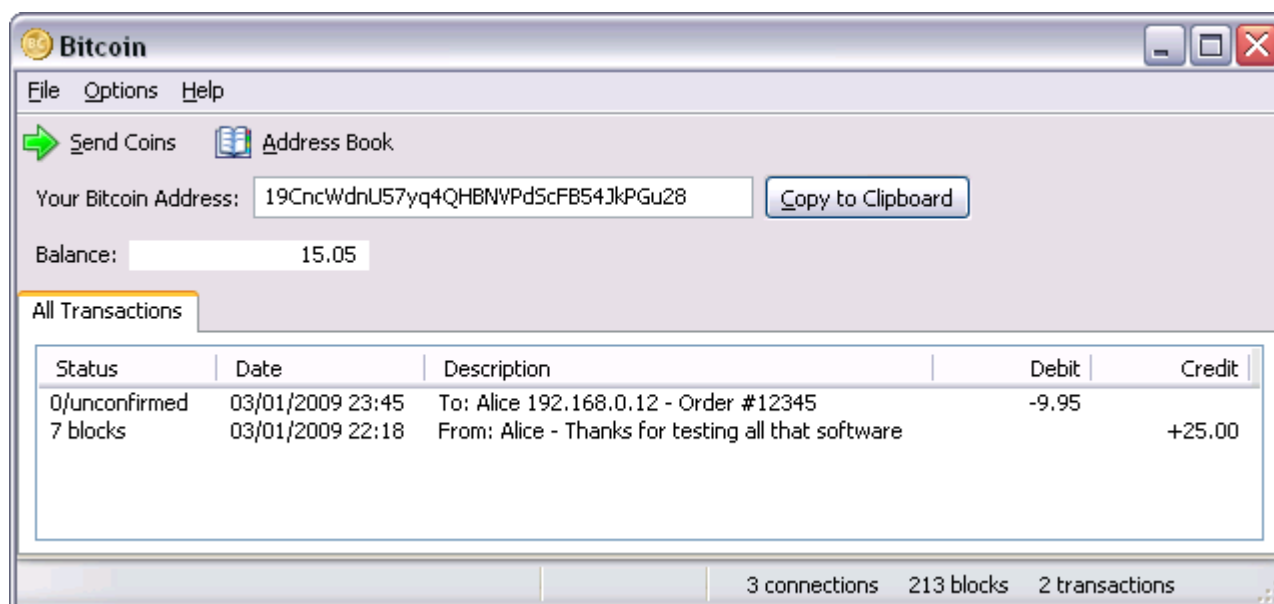 BC Bitcoin
File Options Help
Send Coins Address Book
Your Bitcoin Address: 19CncWdnU57yq4QHBNVPdScFB54JkPGu28 Copy to Clipboard
Balance: 15.05
All Transactions
Status Date Description Debit Credit
0/unconfirmed 03/01/2009 23:45 To: Alice 192.168.0.12 - Order #12345 -9.95
7 blocks 03/01/2009 22:18 From: Alice - Thanks for testing all that software +25.00
3 connections 213 blocks 2 transactions